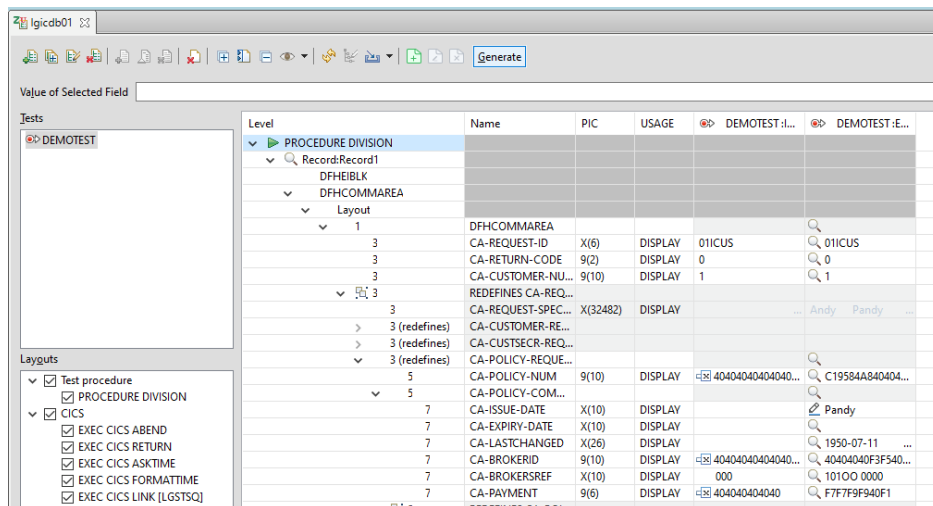 lgicdb01
Generate
Value of Selected Field
Tests
DEMOTEST
Level Name PIC USAGE DEMOTEST:I... DEMOTEST:E...
PROCEDURE DIVISION
Record:Record1
DFHEIBLK
DFHCOMMAREA
Layout
1 DFHCOMMAREA
3 CA-REQUEST-ID X(6) DISPLAY 01ICUS 01ICUS
3 CA-RETURN-CODE 9(2) DISPLAY 0 0
3 CA-CUSTOMER-NU... 9(10) DISPLAY 1 1
3 REDEFINES CA-REQ...
3 CA-REQUEST-SPEC... X(32482) DISPLAY ... Andy Pandy ...
3 (redefines) CA-CUSTOMER-RE...
3 (redefines) CA-CUSTSECR-REQ...
3 (redefines) CA-POLICY-REQUE...
5 CA-POLICY-NUM 9(10) DISPLAY 40404040404040... C19584A840404...
5 CA-POLICY-COM...
7 CA-ISSUE-DATE X(10) DISPLAY Pandy
7 CA-EXPIRY-DATE X(10) DISPLAY
7 CA-LASTCHANGED X(26) DISPLAY 1950-07-11 ...
7 CA-BROKERID 9(10) DISPLAY 40404040404040... 40404040F3F540...
7 CA-BROKERSREF X(10) DISPLAY 000 101OO 0000
7 CA-PAYMENT 9(6) DISPLAY 404040404040 F7F7F9F940F1
Layouts
Test procedure
PROCEDURE DIVISION
CICS
EXEC CICS ABEND
EXEC CICS RETURN
EXEC CICS ASKTIME
EXEC CICS FORMATTIME
EXEC CICS LINK [LGSTSQ]